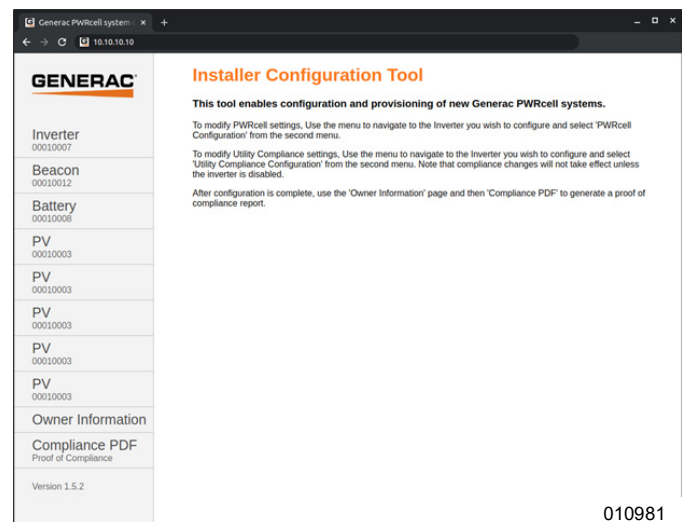 Generac PWRcell system c
10.10.10.10
GENERAC
Inverter
00010007
Beacon
00010012
Battery
00010008
PV
00010003
PV
00010003
PV
00010003
PV
00010003
PV
00010003
Owner Information
Compliance PDF
Proof of Compliance
Version 1.5.2
Installer Configuration Tool
This tool enables configuration and provisioning of new Generac PWRcell systems.
To modify PWRcell settings, Use the menu to navigate to the Inverter you wish to configure and select 'PWRcell
Configuration' from the second menu.
To modify Utility Compliance settings, Use the menu to navigate to the Inverter you wish to configure and select
'Utility Compliance Configuration' from the second menu. Note that compliance changes will not take effect unless
the inverter is disabled.
After configuration is complete, use the 'Owner Information' page and then 'Compliance PDF' to generate a proof of
compliance report.
010981